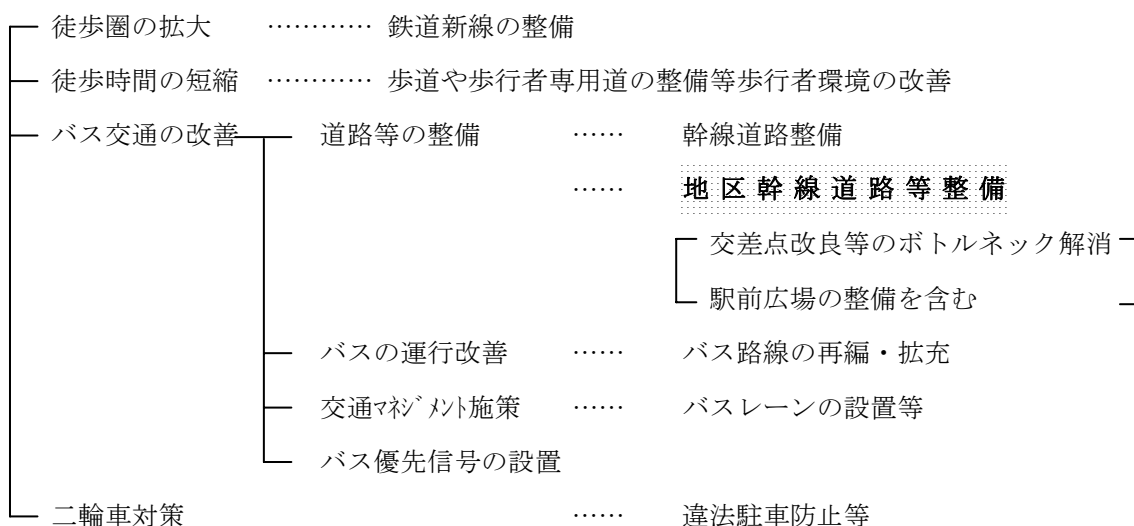 徒歩圏の拡大 ………… 鉄道新線の整備
徒歩時間の短縮 ………… 歩道や歩行者専用道の整備等歩行者環境の改善
バス交通の改善 道路等の整備 …… 幹線道路整備
…… 地区幹線道路等整備
交差点改良等のボトルネック解消
駅前広場の整備を含む
バスの運行改善 …… バス路線の再編・拡充
交通ﾏﾈｼﾞﾒﾝﾄ施策 …… バスレーンの設置等
バス優先信号の設置
二輪車対策 …… 違法駐車防止等